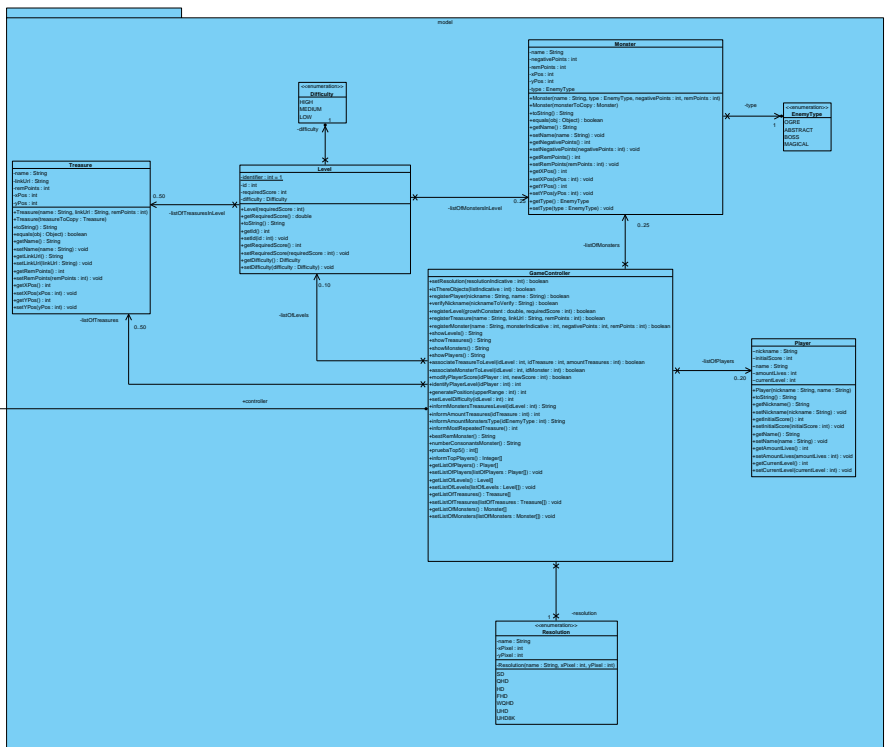 model
Monster
-name : String
-negativePoints : int
-remPoints : int
-xPos : int
-yPos : int
-type : EnemyType
+Monster(name : String, type : EnemyType, negativePoints : int, remPoints : int)
+Monster(monsterToCopy : Monster)
+toString() : String
+equals(obj : Object) : boolean
+getName() : String
+setName(name : String) : void
+getNegativePoints() : int
+setNegativePoints(negativePoints : int) : void
+getRemPoints() : int
+setRemPoints(remPoints : int) : void
+getXPos() : int
+setXPos(xPos : int) : void
+getYPos() : int
+setYPos(yPos : int) : void
+getType() : EnemyType
+setType(type : EnemyType) : void
-type
1
<<enumeration>>
EnemyType
OGRE
ABSTRACT
BOSS
MAGICAL
<<enumeration>>
Difficulty
HIGH
MEDIUM
LOW
1
-difficulty
Treasure
-name : String
-linkUrl : String
-remPoints : int
-xPos : int
-yPos : int
+Treasure(name : String, linkUrl : String, remPoints : int)
+Treasure(treasureToCopy : Treasure)
+toString() : String
+equals(obj : Object) : boolean
+getName() : String
+setName(name : String) : void
+getLinkUrl() : String
+setLinkUrl(linkUrl : String) : void
+getRemPoints() : int
+setRemPoints(remPoints : int) : void
+getXPos() : int
+setXPos(xPos : int) : void
+getYPos() : int
+setYPos(yPos : int) : void
0..50
-listOfTreasuresInLevel
Level
-identifier : int = 1
-id : int
-requiredScore : int
-difficulty : Difficulty
+Level(requiredScore : int)
+getRequiredScore() : double
+toString() : String
+getId() : int
+setId(id : int) : void
+getRequiredScore() : int
+setRequiredScore(requiredScore : int) : void
+getDifficulty() : Difficulty
+setDifficulty(difficulty : Difficulty) : void
-listOfMonstersInLevel
0..25
0..25
-listOfMonsters
0..10
-listOfLevels
-listOfTreasures
0..50
GameController
+setResolution(resolutionIndicative : int) : boolean
+isThereObjects(listIndicative : int) : boolean
+registerPlayer(nickname : String, name : String) : boolean
+verifyNickname(nicknameToVerify : String) : boolean
+registerLevel(growthConstant : double, requiredScore : int) : boolean
+registerTreasure(name : String, linkUrl : String, remPoints : int) : boolean
+registerMonster(name : String, monsterIndicative : int, negativePoints : int, remPoints : int) : boolean
+showLevels() : String
+showTreasures() : String
+showMonsters() : String
+showPlayers() : String
+associateTreasureToLevel(idLevel : int, idTreasure : int, amountTreasures : int) : boolean
+associateMonsterToLevel(idLevel : int, idMonster : int) : boolean
+modifyPlayerScore(idPlayer : int, newScore : int) : boolean
+identifyPlayerLevel(idPlayer : int) : int
+generatePosition(upperRange : int) : int
+setLevelDifficulty(idLevel : int) : int
+informMonstersTreasuresLevel(idLevel : int) : String
+informAmountTreasures(idTreasure : int) : int
+informAmountMonstersType(idEnemyType : int) : String
+informMostRepeatedTreasure() : int
+bestRemMonster() : String
+numberConsonantsMonster() : String
+pruebaTop5() : int[]
+informTopPlayers() : Integer[]
+getListOfPlayers() : Player[]
+setListOfPlayers(listOfPlayers : Player[]) : void
+getListOfLevels() : Level[]
+setListOfLevels(listOfLevels : Level[]) : void
+getListOfTreasures() : Treasure[]
+setListOfTreasures(listOfTreasures : Treasure[]) : void
+getListOfMonsters() : Monster[]
+setListOfMonsters(listOfMonsters : Monster[]) : void
+controller
-listOfPlayers
0..20
Player
-nickname : String
-initialScore : int
-name : String
-amountLives : int
-currentLevel : int
+Player(nickname : String, name : String)
+toString() : String
+getNickname() : String
+setNickname(nickname : String) : void
+getInitialScore() : int
+setInitialScore(initialScore : int) : void
+getName() : String
+setName(name : String) : void
+getAmountLives() : int
+setAmountLives(amountLives : int) : void
+getCurrentLevel() : int
+setCurrentLevel(currentLevel : int) : void
-resolution
1
<<enumeration>>
Resolution
-name : String
-xPixel : int
-yPixel : int
-Resolution(name : String, xPixel : int, yPixel : int)
SD
QHD
HD
FHD
WQHD
UHD
UHD8K